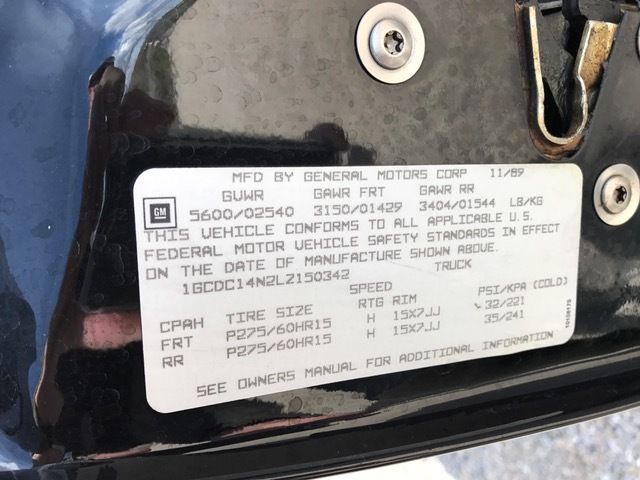 MFD BY GENERAL MOTORS CORP 11/89
GVWR GAWR FRT GAWR RR
GM 5600/02540 3150/01429 3404/01544 LB/KG
THIS VEHICLE CONFORMS TO ALL APPLICABLE U.S.
FEDERAL MOTOR VEHICLE SAFETY STANDARDS IN EFFECT
ON THE DATE OF MANUFACTURE SHOWN ABOVE.
1GCDC14N2LZ150342 TRUCK
SPEED
CPAH TIRE SIZE RTG RIM PSI/KPA (COLD)
FRT P275/60HR15 H 15X7JJ 32/221
RR P275/60HR15 H 15X7JJ 35/241
SEE OWNERS MANUAL FOR ADDITIONAL INFORMATION